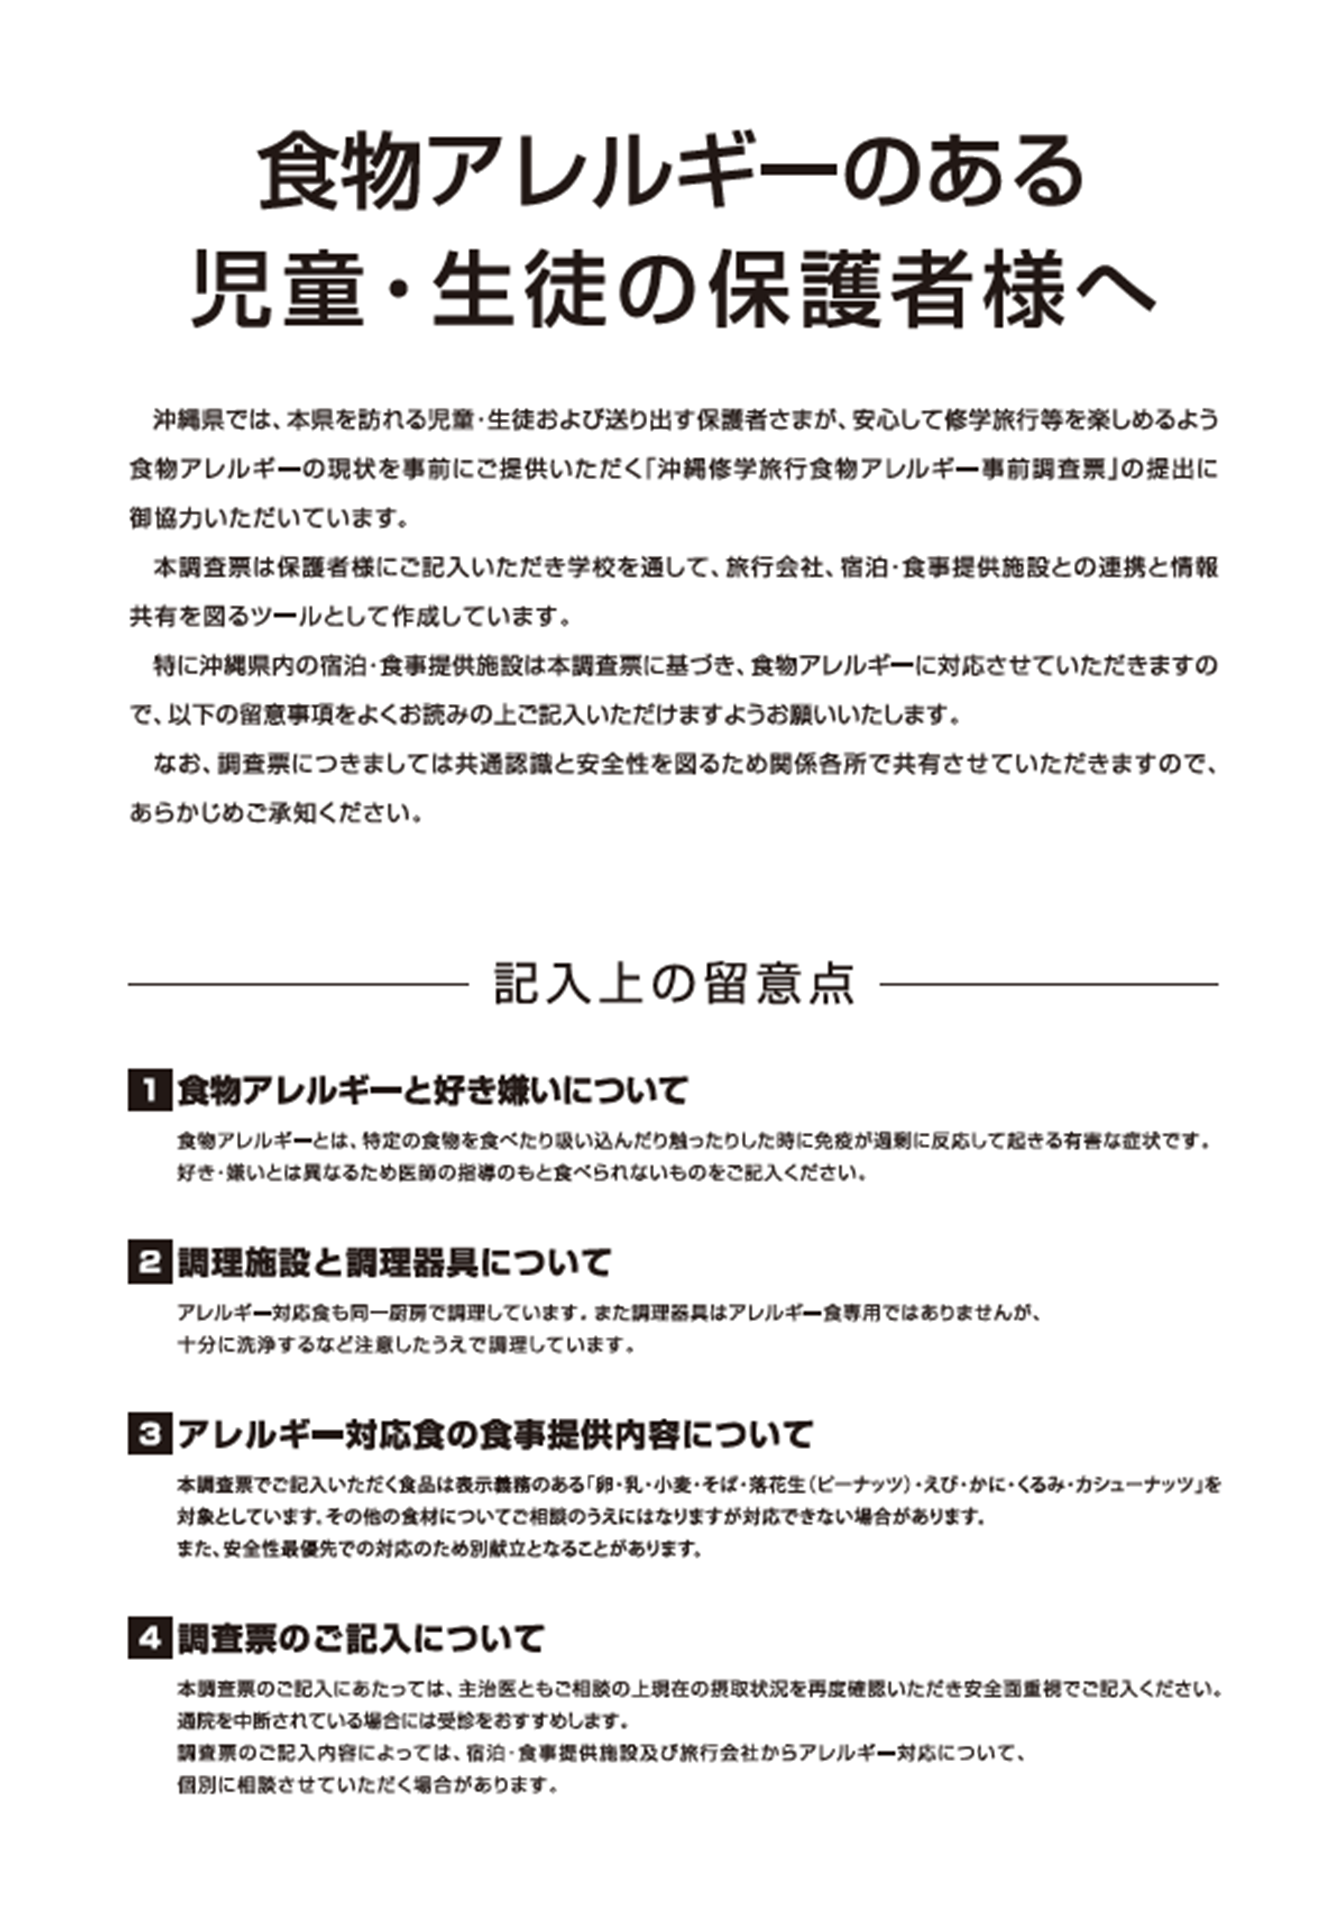 食物アレルギーのある
児童・生徒の保護者様へ
沖縄県では、本県を訪れる児童・生徒および送り出す保護者さまが、安心して修学旅行等を楽しめるよう
食物アレルギーの現状を事前にご提供いただく「沖縄修学旅行食物アレルギー事前調査票」の提出に
御協力いただいています。
本調査票は保護者様にご記入いただき学校を通して、旅行会社、宿泊・食事提供施設との連携と情報
共有を図るツールとして作成しています。
特に沖縄県内の宿泊・食事提供施設は本調査票に基づき、食物アレルギーに対応させていただきますの
で、以下の留意事項をよくお読みの上ご記入いただけますようお願いいたします。
なお、調査票につきましては共通認識と安全性を図るため関係各所で共有させていただきますので、
あらかじめご承知ください。
記入上の留意点
1 食物アレルギーと好き嫌いについて
食物アレルギーとは、特定の食物を食べたり吸い込んだり触ったりした時に免疫が過剰に反応して起きる有害な症状です。
好き・嫌いとは異なるため医師の指導のもと食べられないものをご記入ください。
2 調理施設と調理器具について
アレルギー対応食も同一厨房で調理しています。また調理器具はアレルギー食専用ではありませんが、
十分に洗浄するなど注意したうえで調理しています。
3 アレルギー対応食の食事提供内容について
本調査票でご記入いただく食品は表示義務のある「卵・乳・小麦・そば・落花生（ピーナッツ）・えび・かに・くるみ・カシューナッツ」を
対象としています。その他の食材についてご相談のうえにはなりますが対応できない場合があります。
また、安全性最優先での対応のため別献立となることがあります。
4 調査票のご記入について
本調査票のご記入にあたっては、主治医ともご相談の上現在の摂取状況を再度確認いただき安全面重視でご記入ください。
通院を中断されている場合には受診をおすすめします。
調査票のご記入内容によっては、宿泊・食事提供施設及び旅行会社からアレルギー対応について、
個別に相談させていただく場合があります。